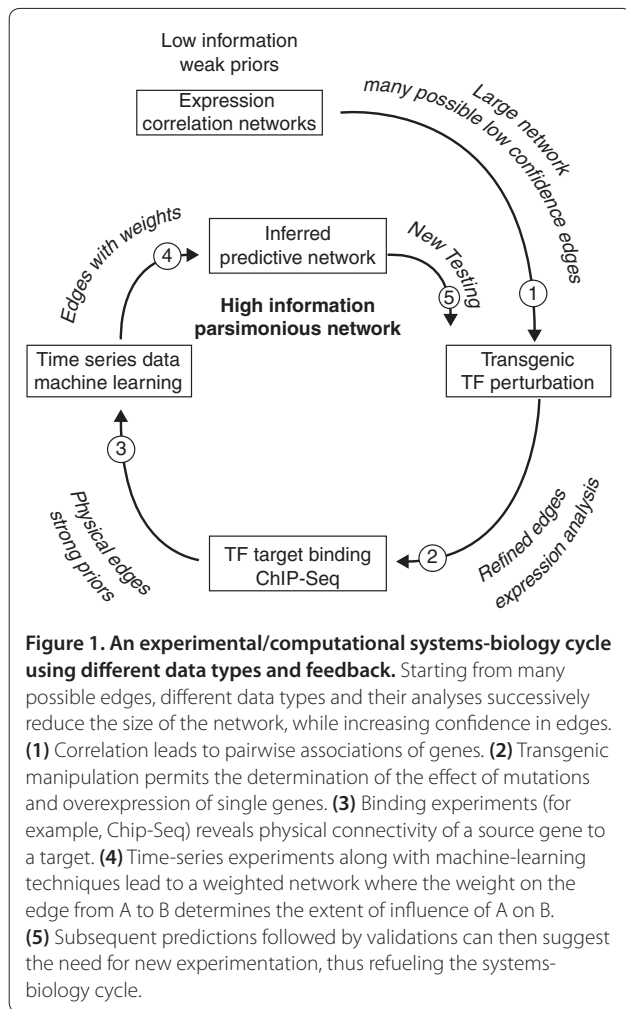 Low information
weak priors
Expression
correlation networks
Large network
many possible low confidence edges
1
Transgenic
TF perturbation
Refined edges
expression analysis
2
TF target binding
ChIP-Seq
Physical edges
strong priors
3
Time series data
machine learning
Edges with weights
4
Inferred
predictive network
New Testing
5
High information
parsimonious network
Figure 1. An experimental/computational systems-biology cycle
using different data types and feedback. Starting from many
possible edges, different data types and their analyses successively
reduce the size of the network, while increasing confidence in edges.
(1) Correlation leads to pairwise associations of genes. (2) Transgenic
manipulation permits the determination of the effect of mutations
and overexpression of single genes. (3) Binding experiments (for
example, Chip-Seq) reveals physical connectivity of a source gene to
a target. (4) Time-series experiments along with machine-learning
techniques lead to a weighted network where the weight on the
edge from A to B determines the extent of influence of A on B.
(5) Subsequent predictions followed by validations can then suggest
the need for new experimentation, thus refueling the systems-
biology cycle.